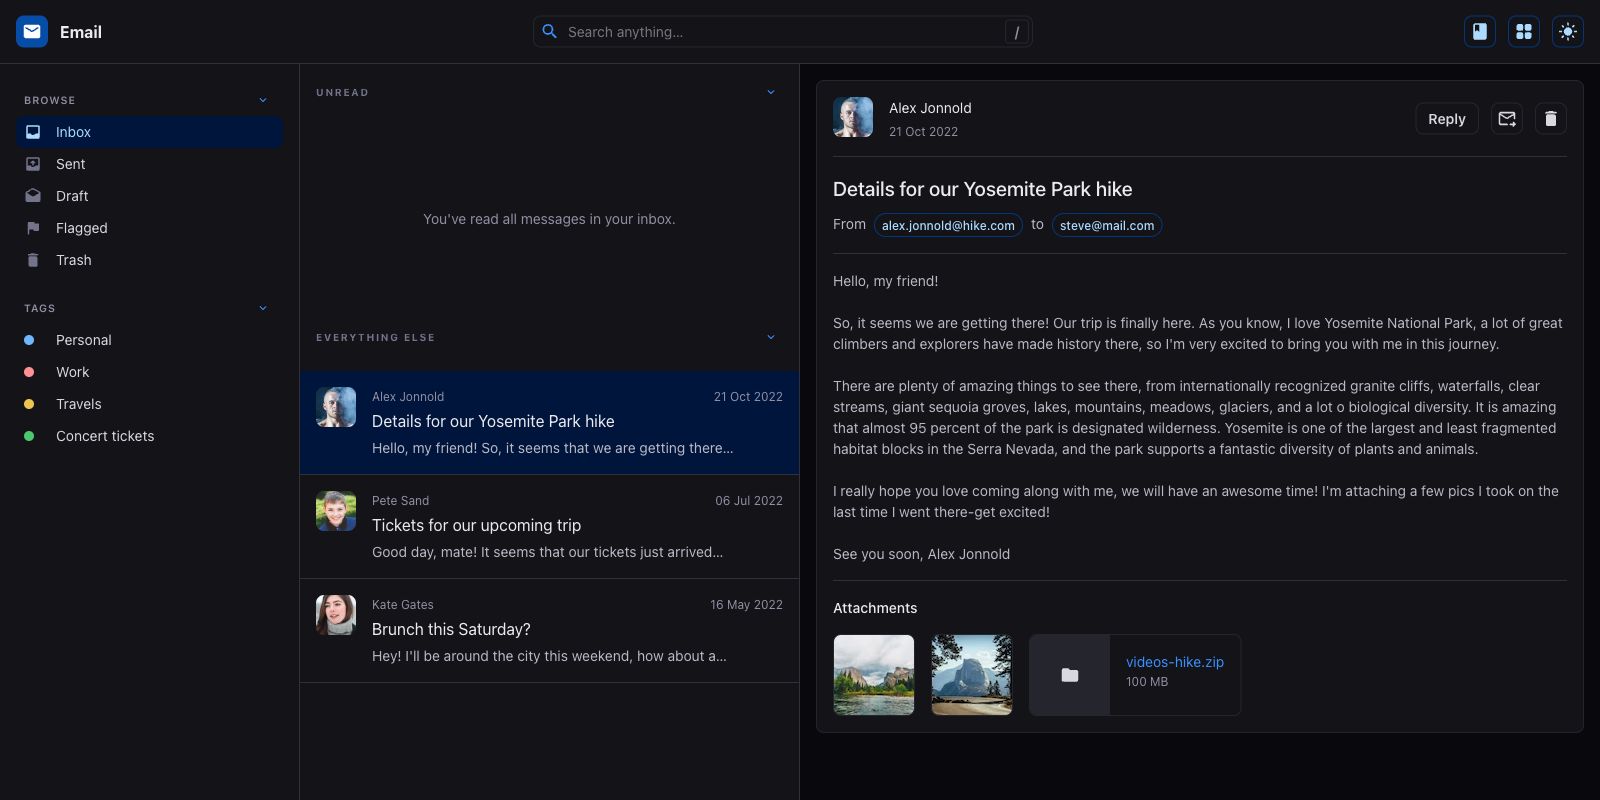 Email
Search anything…
/
BROWSE
Inbox
Sent
Draft
Flagged
Trash
TAGS
Personal
Work
Travels
Concert tickets
UNREAD
You've read all messages in your inbox.
EVERYTHING ELSE
Alex Jonnold
21 Oct 2022
Details for our Yosemite Park hike
Hello, my friend! So, it seems that we are getting there…
Pete Sand
06 Jul 2022
Tickets for our upcoming trip
Good day, mate! It seems that our tickets just arrived…
Kate Gates
16 May 2022
Brunch this Saturday?
Hey! I'll be around the city this weekend, how about a…
Alex Jonnold
21 Oct 2022
Reply
Details for our Yosemite Park hike
From alex.jonnold@hike.com to steve@mail.com
Hello, my friend!
So, it seems we are getting there! Our trip is finally here. As you know, I love Yosemite National Park, a lot of great
climbers and explorers have made history there, so I'm very excited to bring you with me in this journey.
There are plenty of amazing things to see there, from internationally recognized granite cliffs, waterfalls, clear
streams, giant sequoia groves, lakes, mountains, meadows, glaciers, and a lot o biological diversity. It is amazing
that almost 95 percent of the park is designated wilderness. Yosemite is one of the largest and least fragmented
habitat blocks in the Serra Nevada, and the park supports a fantastic diversity of plants and animals.
I really hope you love coming along with me, we will have an awesome time! I'm attaching a few pics I took on the
last time I went there-get excited!
See you soon, Alex Jonnold
Attachments
videos-hike.zip
100 MB